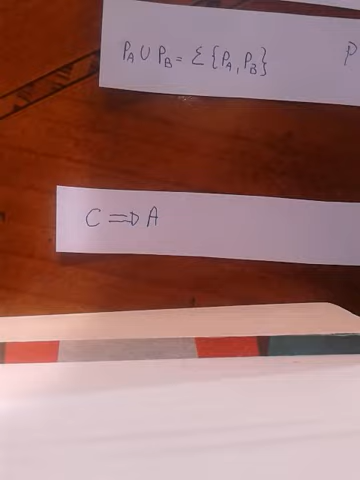 P_A ∪ P_B = Σ{P_A, P_B} P
C ⟹ A